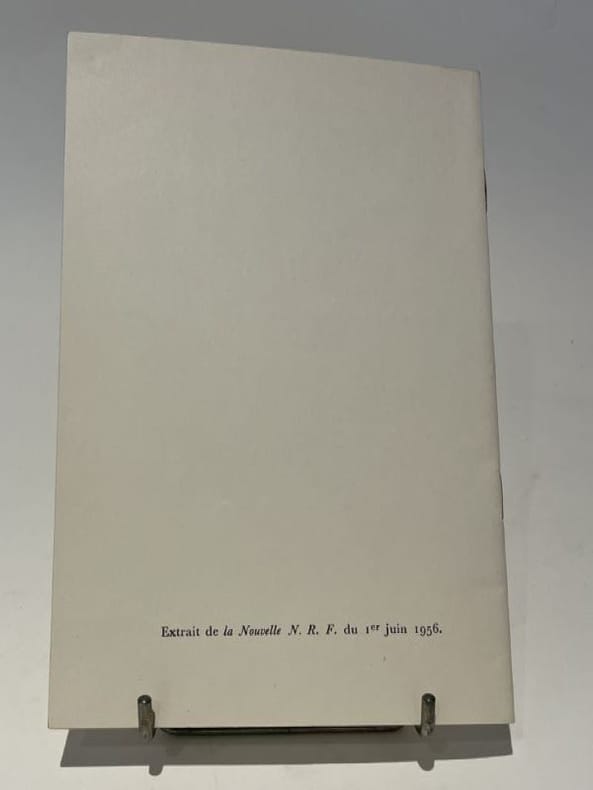 Extrait de la Nouvelle N. R. F. du 1er juin 1956.